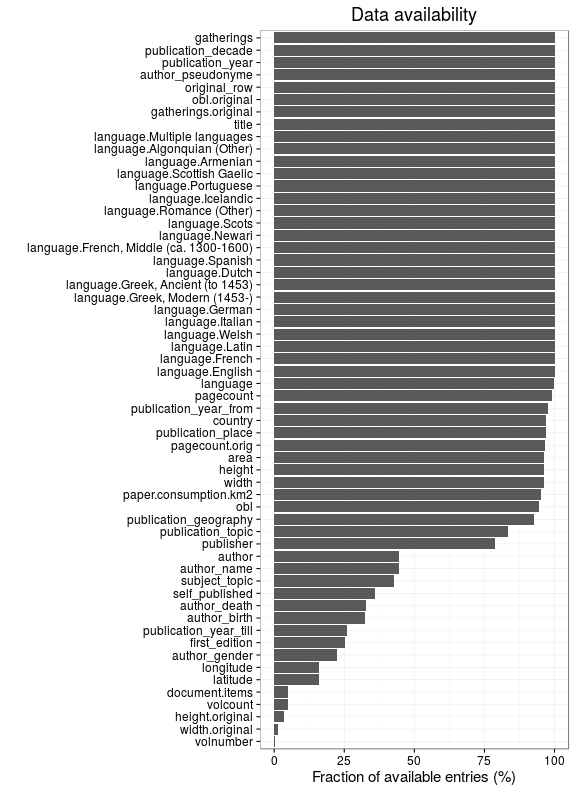 Data availability
gatherings
publication_decade
publication_year
author_pseudonyme
original_row
obl.original
gatherings.original
title
language.Multiple languages
language.Algonquian (Other)
language.Armenian
language.Scottish Gaelic
language.Portuguese
language.Icelandic
language.Romance (Other)
language.Scots
language.Newari
language.French, Middle (ca. 1300-1600)
language.Spanish
language.Dutch
language.Greek, Ancient (to 1453)
language.Greek, Modern (1453-)
language.German
language.Italian
language.Welsh
language.Latin
language.French
language.English
language
pagecount
publication_year_from
country
publication_place
pagecount.orig
area
height
width
paper.consumption.km2
obl
publication_geography
publication_topic
publisher
author
author_name
subject_topic
self_published
author_death
author_birth
publication_year_till
first_edition
author_gender
longitude
latitude
document.items
volcount
height.original
width.original
volnumber
0 25 50 75 100
Fraction of available entries (%)